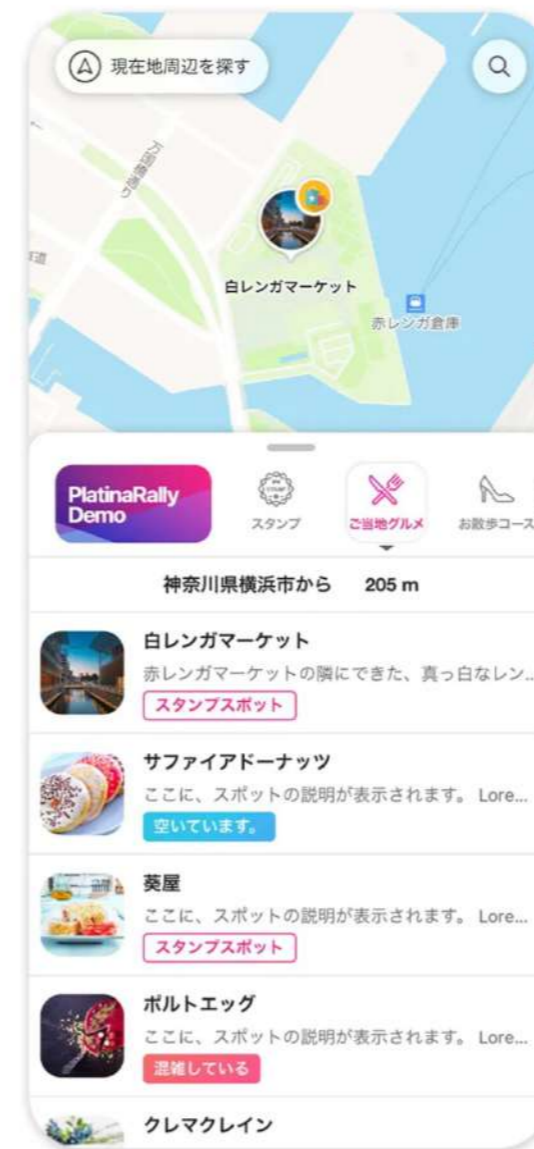 現在地周辺を探す
万国橋通り
白レンガマーケット
赤レンガ倉庫
道
PlatinaRally
Demo
スタンプ
ご当地グルメ
お散歩コース
神奈川県横浜市から 205 m
白レンガマーケット
赤レンガマーケットの隣にできた、真っ白なレン...
スタンプスポット
サファイアドーナッツ
ここに、スポットの説明が表示されます。 Lore...
空いています。
葵屋
ここに、スポットの説明が表示されます。 Lore...
スタンプスポット
ポルトエッグ
ここに、スポットの説明が表示されます。 Lore...
混雑している
クレマクレイン